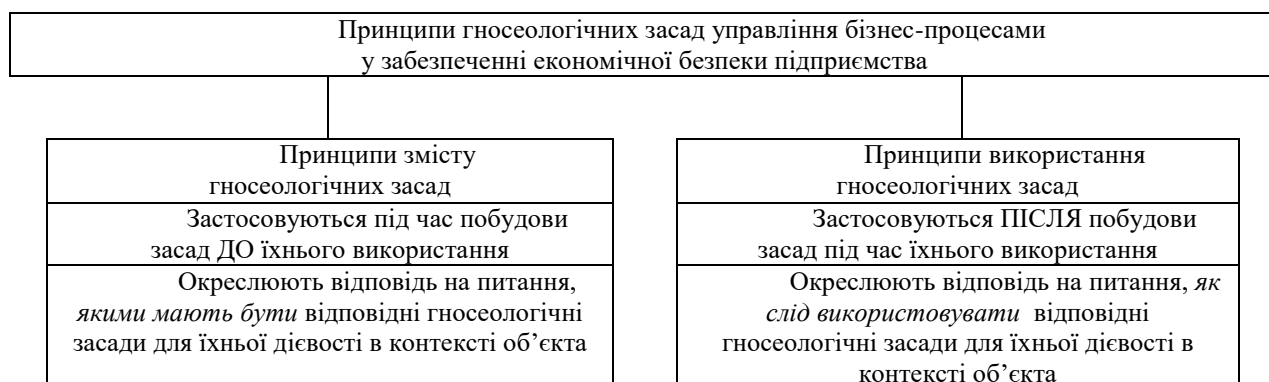 Принципи гносеологічних засад управління бізнес-процесами
у забезпеченні економічної безпеки підприємства
Принципи змісту
гносеологічних засад
Застосовуються під час побудови
засад ДО їхнього використання
Окреслюють відповідь на питання,
якими мають бути відповідні гносеологічні
засади для їхньої дієвості в контексті об’єкта
Принципи використання
гносеологічних засад
Застосовуються ПІСЛЯ побудови
засад під час їхнього використання
Окреслюють відповідь на питання, як
слід використовувати відповідні
гносеологічні засади для їхньої дієвості в
контексті об’єкта